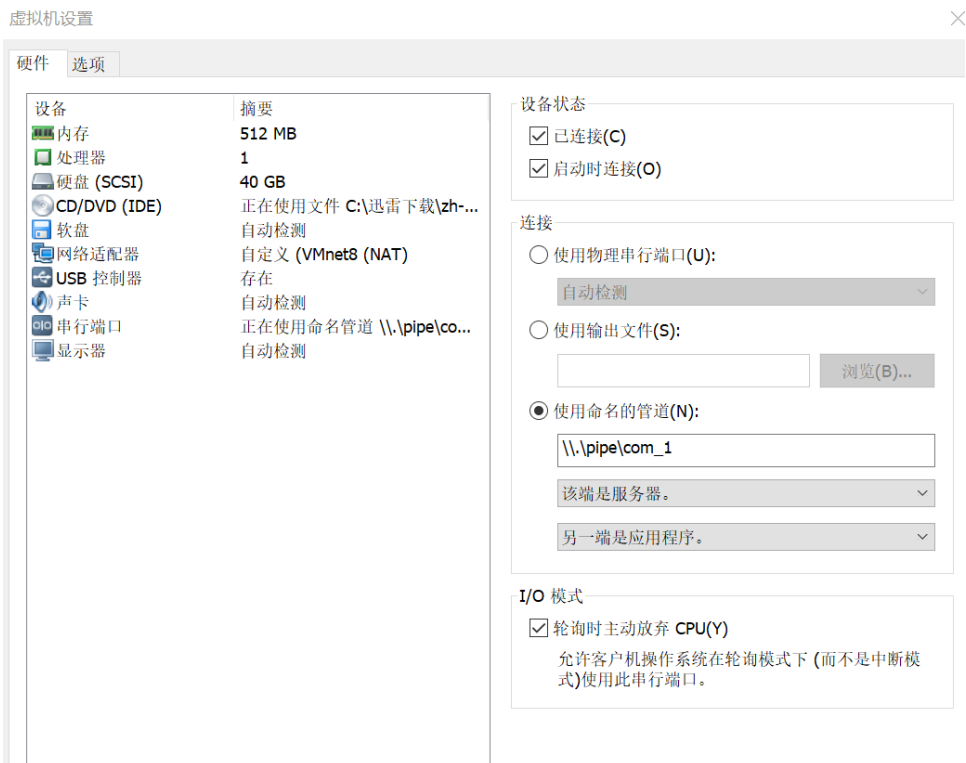 虚拟机设置
硬件 选项
设备 摘要
内存 512 MB
处理器 1
硬盘 (SCSI) 40 GB
CD/DVD (IDE) 正在使用文件 C:\迅雷下载\zh-...
软盘 自动检测
网络适配器 自定义 (VMnet8 (NAT)
USB 控制器 存在
声卡 自动检测
串行端口 正在使用命名管道 \\.\pipe\co...
显示器 自动检测
设备状态
已连接(C)
启动时连接(O)
连接
使用物理串行端口(U):
自动检测
使用输出文件(S):
浏览(B)...
使用命名的管道(N):
\\.\pipe\com_1
该端是服务器。
另一端是应用程序。
I/O 模式
轮询时主动放弃 CPU(Y)
允许客户机操作系统在轮询模式下 (而不是中断模
式)使用此串行端口。